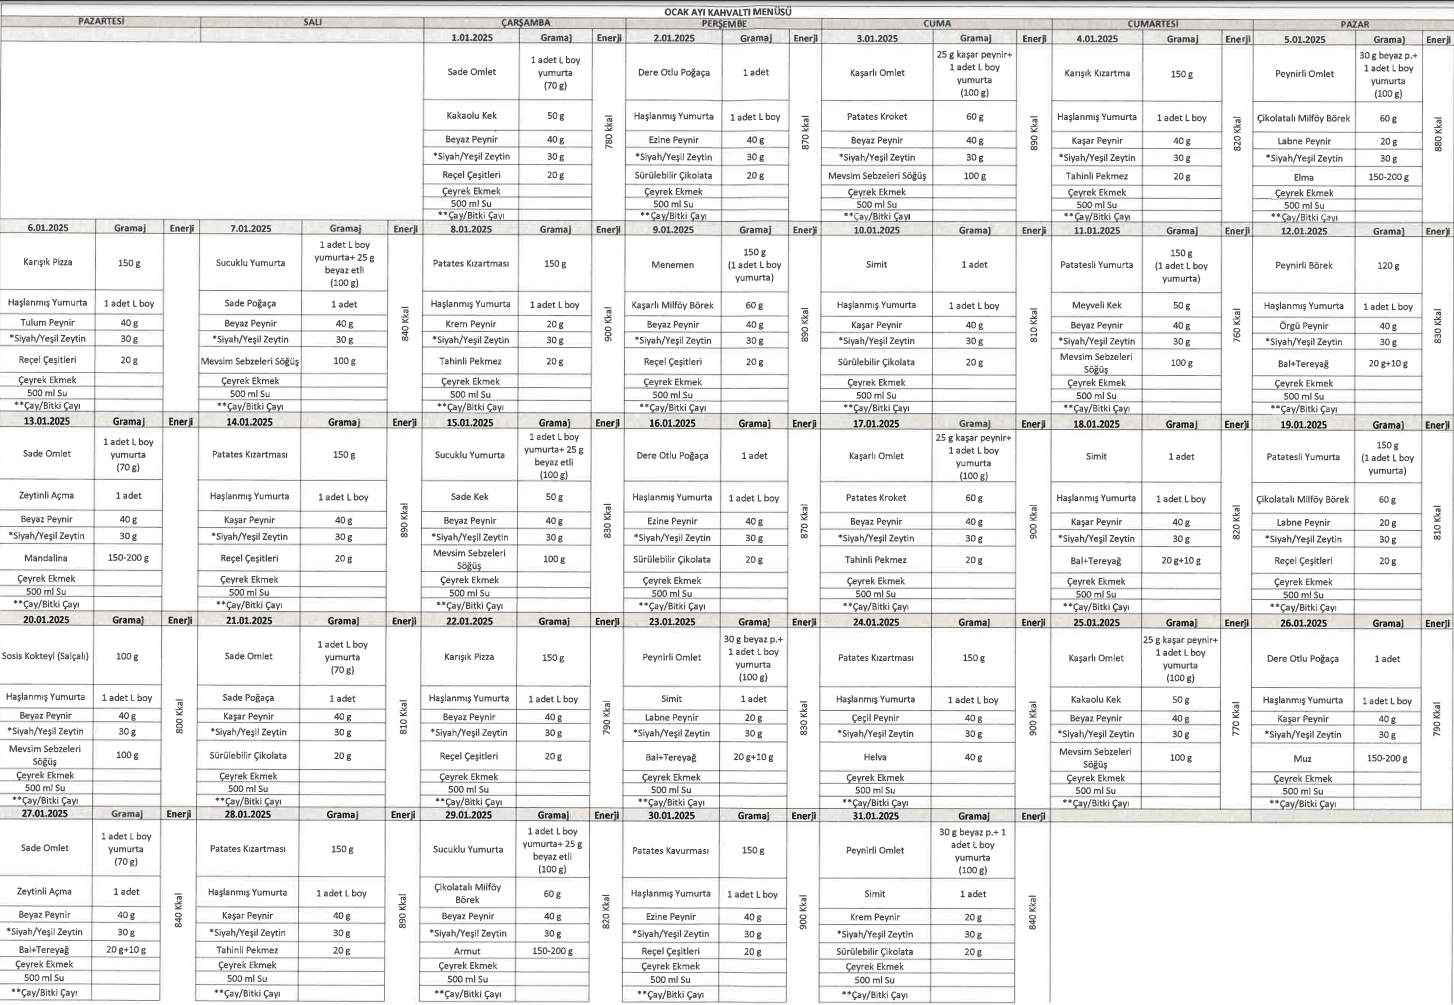 OCAK AYI KAHVALTI MENÜSÜ
PAZARTESİ SALI ÇARŞAMBA PERŞEMBE CUMA CUMARTESİ PAZAR
1.01.2025 Gramaj Enerji
Sade Omlet 1 adet L boy
yumurta
(70 g)
Kakaolu Kek 50 g
Beyaz Peynir 40 g
*Siyah/Yeşil Zeytin 30 g
Reçel Çeşitleri 20 g
Çeyrek Ekmek
500 ml Su
**Çay/Bitki Çayı
780 kkal
2.01.2025 Gramaj Enerji
Dere Otlu Poğaça 1 adet
Haşlanmış Yumurta 1 adet L boy
Ezine Peynir 40 g
*Siyah/Yeşil Zeytin 30 g
Sürülebilir Çikolata 20 g
Çeyrek Ekmek
500 ml Su
**Çay/Bitki Çayı
870 kkal
3.01.2025 Gramaj Enerji
Kaşarlı Omlet 25 g kaşar peynir+
1 adet L boy
yumurta
(100 g)
Patates Kroket 60 g
Beyaz Peynir 40 g
*Siyah/Yeşil Zeytin 30 g
Mevsim Sebzeleri Söğüş 100 g
Çeyrek Ekmek
500 ml Su
**Çay/Bitki Çayı
890 Kkal
4.01.2025 Gramaj Enerji
Karışık Kızartma 150 g
Haşlanmış Yumurta 1 adet L boy
Kaşar Peynir 40 g
*Siyah/Yeşil Zeytin 30 g
Tahinli Pekmez 20 g
Çeyrek Ekmek
500 ml Su
**Çay/Bitki Çayı
820 Kkal
5.01.2025 Gramaj Enerji
Peynirli Omlet 30 g beyaz p.+
1 adet L boy
yumurta
(100 g)
Çikolatalı Milföy Börek 60 g
Labne Peynir 20 g
*Siyah/Yeşil Zeytin 30 g
Elma 150-200 g
Çeyrek Ekmek
500 ml Su
**Çay/Bitki Çayı
880 Kkal
6.01.2025 Gramaj Enerji
Karışık Pizza 150 g
Haşlanmış Yumurta 1 adet L boy
Tulum Peynir 40 g
*Siyah/Yeşil Zeytin 30 g
Reçel Çeşitleri 20 g
Çeyrek Ekmek
500 ml Su
**Çay/Bitki Çayı
7.01.2025 Gramaj Enerji
Sucuklu Yumurta 1 adet L boy
yumurta+ 25 g
beyaz etli
(100 g)
Sade Poğaça 1 adet
Beyaz Peynir 40 g
*Siyah/Yeşil Zeytin 30 g
Mevsim Sebzeleri Söğüş 100 g
Çeyrek Ekmek
500 ml Su
**Çay/Bitki Çayı
840 Kkal
8.01.2025 Gramaj Enerji
Patates Kızartması 150 g
Haşlanmış Yumurta 1 adet L boy
Krem Peynir 20 g
*Siyah/Yeşil Zeytin 30 g
Tahinli Pekmez 20 g
Çeyrek Ekmek
500 ml Su
**Çay/Bitki Çayı
900 Kkal
9.01.2025 Gramaj Enerji
Menemen 150 g
(1 adet L boy
yumurta)
Kaşarlı Milföy Börek 60 g
Beyaz Peynir 40 g
*Siyah/Yeşil Zeytin 30 g
Reçel Çeşitleri 20 g
Çeyrek Ekmek
500 ml Su
**Çay/Bitki Çayı
890 Kkal
10.01.2025 Gramaj Enerji
Simit 1 adet
Haşlanmış Yumurta 1 adet L boy
Kaşar Peynir 40 g
*Siyah/Yeşil Zeytin 30 g
Sürülebilir Çikolata 20 g
Çeyrek Ekmek
500 ml Su
**Çay/Bitki Çayı
810 Kkal
11.01.2025 Gramaj Enerji
Patatesli Yumurta 150 g
(1 adet L boy
yumurta)
Meyveli Kek 50 g
Beyaz Peynir 40 g
*Siyah/Yeşil Zeytin 30 g
Mevsim Sebzeleri
Söğüş 100 g
Çeyrek Ekmek
500 ml Su
**Çay/Bitki Çayı
760 Kkal
12.01.2025 Gramaj Enerji
Peynirli Börek 120 g
Haşlanmış Yumurta 1 adet L boy
Örgü Peynir 40 g
*Siyah/Yeşil Zeytin 30 g
Bal+Tereyağ 20 g+10 g
Çeyrek Ekmek
500 ml Su
**Çay/Bitki Çayı
830 Kkal
13.01.2025 Gramaj Enerji
Sade Omlet 1 adet L boy
yumurta
(70 g)
Zeytinli Açma 1 adet
Beyaz Peynir 40 g
*Siyah/Yeşil Zeytin 30 g
Mandalina 150-200 g
Çeyrek Ekmek
500 ml Su
**Çay/Bitki Çayı
14.01.2025 Gramaj Enerji
Patates Kızartması 150 g
Haşlanmış Yumurta 1 adet L boy
Kaşar Peynir 40 g
*Siyah/Yeşil Zeytin 30 g
Reçel Çeşitleri 20 g
Çeyrek Ekmek
500 ml Su
**Çay/Bitki Çayı
890 Kkal
15.01.2025 Gramaj Enerji
Sucuklu Yumurta 1 adet L boy
yumurta+ 25 g
beyaz etli
(100 g)
Sade Kek 50 g
Beyaz Peynir 40 g
*Siyah/Yeşil Zeytin 30 g
Mevsim Sebzeleri
Söğüş 100 g
Çeyrek Ekmek
500 ml Su
**Çay/Bitki Çayı
830 Kkal
16.01.2025 Gramaj Enerji
Dere Otlu Poğaça 1 adet
Haşlanmış Yumurta 1 adet L boy
Ezine Peynir 40 g
*Siyah/Yeşil Zeytin 30 g
Sürülebilir Çikolata 20 g
Çeyrek Ekmek
500 ml Su
**Çay/Bitki Çayı
870 Kkal
17.01.2025 Gramaj Enerji
Kaşarlı Omlet 25 g kaşar peynir+
1 adet L boy
yumurta
(100 g)
Patates Kroket 60 g
Beyaz Peynir 40 g
*Siyah/Yeşil Zeytin 30 g
Tahinli Pekmez 20 g
Çeyrek Ekmek
500 ml Su
**Çay/Bitki Çayı
900 Kkal
18.01.2025 Gramaj Enerji
Simit 1 adet
Haşlanmış Yumurta 1 adet L boy
Kaşar Peynir 40 g
*Siyah/Yeşil Zeytin 30 g
Bal+Tereyağ 20 g+10 g
Çeyrek Ekmek
500 ml Su
**Çay/Bitki Çayı
820 Kkal
19.01.2025 Gramaj Enerji
Patatesli Yumurta 150 g
(1 adet L boy
yumurta)
Çikolatalı Milföy Börek 60 g
Labne Peynir 20 g
*Siyah/Yeşil Zeytin 30 g
Reçel Çeşitleri 20 g
Çeyrek Ekmek
500 ml Su
**Çay/Bitki Çayı
810 Kkal
20.01.2025 Gramaj Enerji
Sosis Kokteyl (Salçalı) 100 g
Haşlanmış Yumurta 1 adet L boy
Beyaz Peynir 40 g
*Siyah/Yeşil Zeytin 30 g
Mevsim Sebzeleri
Söğüş 100 g
Çeyrek Ekmek
500 ml Su
**Çay/Bitki Çayı
800 Kkal
21.01.2025 Gramaj Enerji
Sade Omlet 1 adet L boy
yumurta
(70 g)
Sade Poğaça 1 adet
Kaşar Peynir 40 g
*Siyah/Yeşil Zeytin 30 g
Sürülebilir Çikolata 20 g
Çeyrek Ekmek
500 ml Su
**Çay/Bitki Çayı
810 Kkal
22.01.2025 Gramaj Enerji
Karışık Pizza 150 g
Haşlanmış Yumurta 1 adet L boy
Beyaz Peynir 40 g
*Siyah/Yeşil Zeytin 30 g
Reçel Çeşitleri 20 g
Çeyrek Ekmek
500 ml Su
**Çay/Bitki Çayı
790 Kkal
23.01.2025 Gramaj Enerji
Peynirli Omlet 30 g beyaz p.+
1 adet L boy
yumurta
(100 g)
Simit 1 adet
Labne Peynir 20 g
*Siyah/Yeşil Zeytin 30 g
Bal+Tereyağ 20 g+10 g
Çeyrek Ekmek
500 ml Su
**Çay/Bitki Çayı
830 Kkal
24.01.2025 Gramaj Enerji
Patates Kızartması 150 g
Haşlanmış Yumurta 1 adet L boy
Çeçil Peynir 40 g
*Siyah/Yeşil Zeytin 30 g
Helva 40 g
Çeyrek Ekmek
500 ml Su
**Çay/Bitki Çayı
900 Kkal
25.01.2025 Gramaj Enerji
Kaşarlı Omlet 25 g kaşar peynir+
1 adet L boy
yumurta
(100 g)
Kakaolu Kek 50 g
Beyaz Peynir 40 g
*Siyah/Yeşil Zeytin 30 g
Mevsim Sebzeleri
Söğüş 100 g
Çeyrek Ekmek
500 ml Su
**Çay/Bitki Çayı
770 Kkal
26.01.2025 Gramaj Enerji
Dere Otlu Poğaça 1 adet
Haşlanmış Yumurta 1 adet L boy
Kaşar Peynir 40 g
*Siyah/Yeşil Zeytin 30 g
Muz 150-200 g
Çeyrek Ekmek
500 ml Su
**Çay/Bitki Çayı
790 Kkal
27.01.2025 Gramaj Enerji
Sade Omlet 1 adet L boy
yumurta
(70 g)
Zeytinli Açma 1 adet
Beyaz Peynir 40 g
*Siyah/Yeşil Zeytin 30 g
Bal+Tereyağ 20 g+10 g
Çeyrek Ekmek
500 ml Su
**Çay/Bitki Çayı
840 Kkal
28.01.2025 Gramaj Enerji
Patates Kızartması 150 g
Haşlanmış Yumurta 1 adet L boy
Kaşar Peynir 40 g
*Siyah/Yeşil Zeytin 30 g
Tahinli Pekmez 20 g
Çeyrek Ekmek
500 ml Su
**Çay/Bitki Çayı
890 Kkal
29.01.2025 Gramaj Enerji
Sucuklu Yumurta 1 adet L boy
yumurta+ 25 g
beyaz etli
(100 g)
Çikolatalı Milföy
Börek 60 g
Beyaz Peynir 40 g
*Siyah/Yeşil Zeytin 30 g
Armut 150-200 g
Çeyrek Ekmek
500 ml Su
**Çay/Bitki Çayı
820 Kkal
30.01.2025 Gramaj Enerji
Patates Kavurması 150 g
Haşlanmış Yumurta 1 adet L boy
Ezine Peynir 40 g
*Siyah/Yeşil Zeytin 30 g
Reçel Çeşitleri 20 g
Çeyrek Ekmek
500 ml Su
**Çay/Bitki Çayı
900 Kkal
31.01.2025 Gramaj Enerji
Peynirli Omlet 30 g beyaz p.+ 1
adet L boy
yumurta
(100 g)
Simit 1 adet
Krem Peynir 20 g
*Siyah/Yeşil Zeytin 30 g
Sürülebilir Çikolata 20 g
Çeyrek Ekmek
500 ml Su
**Çay/Bitki Çayı
840 Kkal